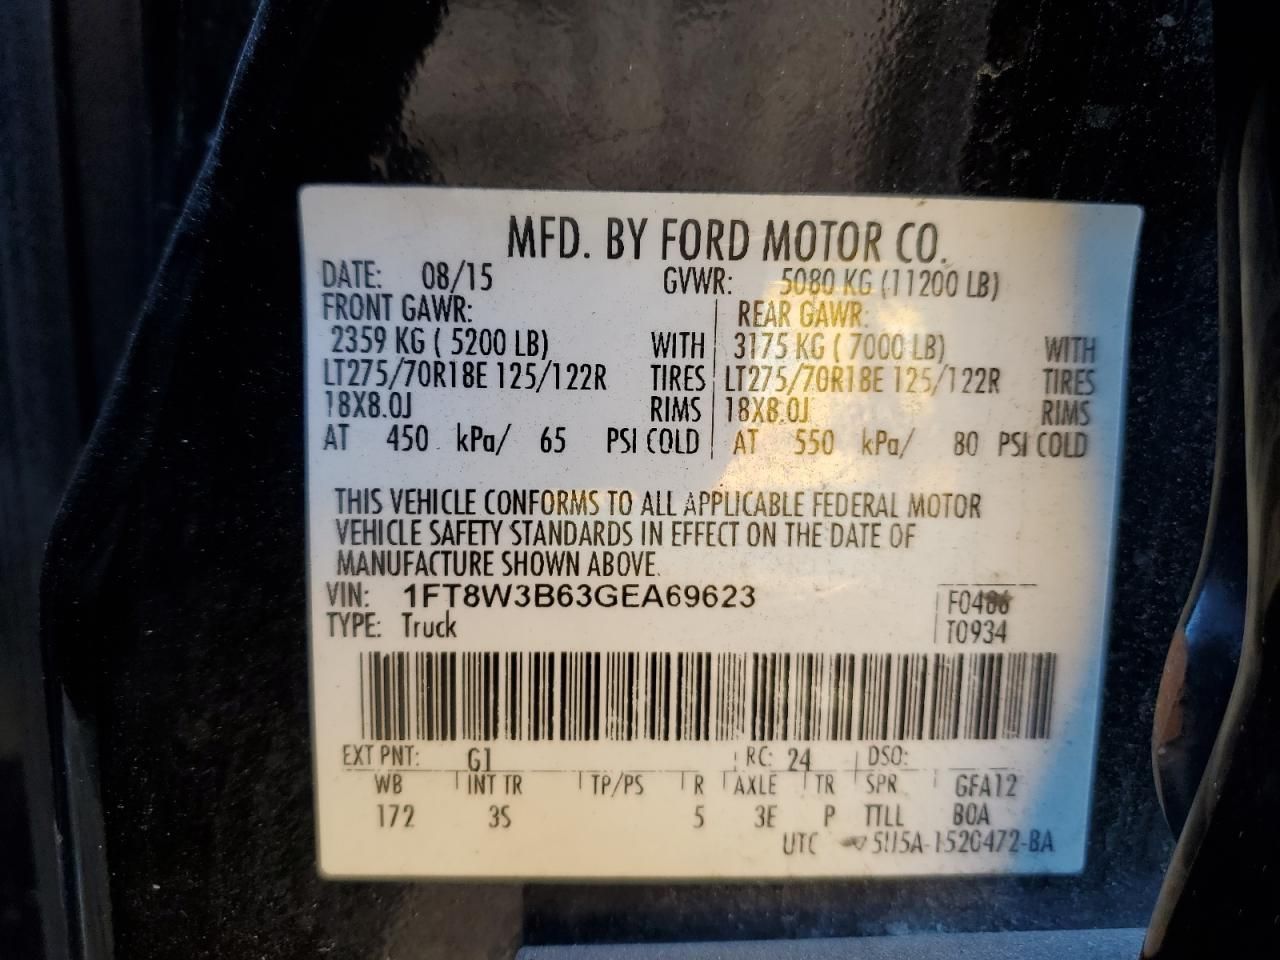 MFD. BY FORD MOTOR CO.
DATE: 08/15 GVWR: 5080 KG (11200 LB)
FRONT GAWR: REAR GAWR:
2359 KG ( 5200 LB) WITH 3175 KG ( 7000 LB) WITH
LT275/70R18E 125/122R TIRES LT275/70R18E 125/122R TIRES
18X8.0J RIMS 18X8.0J RIMS
AT 450 kPa/ 65 PSI COLD AT 550 kPa/ 80 PSI COLD
THIS VEHICLE CONFORMS TO ALL APPLICABLE FEDERAL MOTOR
VEHICLE SAFETY STANDARDS IN EFFECT ON THE DATE OF
MANUFACTURE SHOWN ABOVE.
VIN: 1FT8W3B63GEA69623
TYPE: Truck
T0934
EXT PNT: G1 RC: 24 DSO:
WB INT TR TP/PS R AXLE TR SPR GFA12
172 3S 5 3E P TTLL BOA
UTC